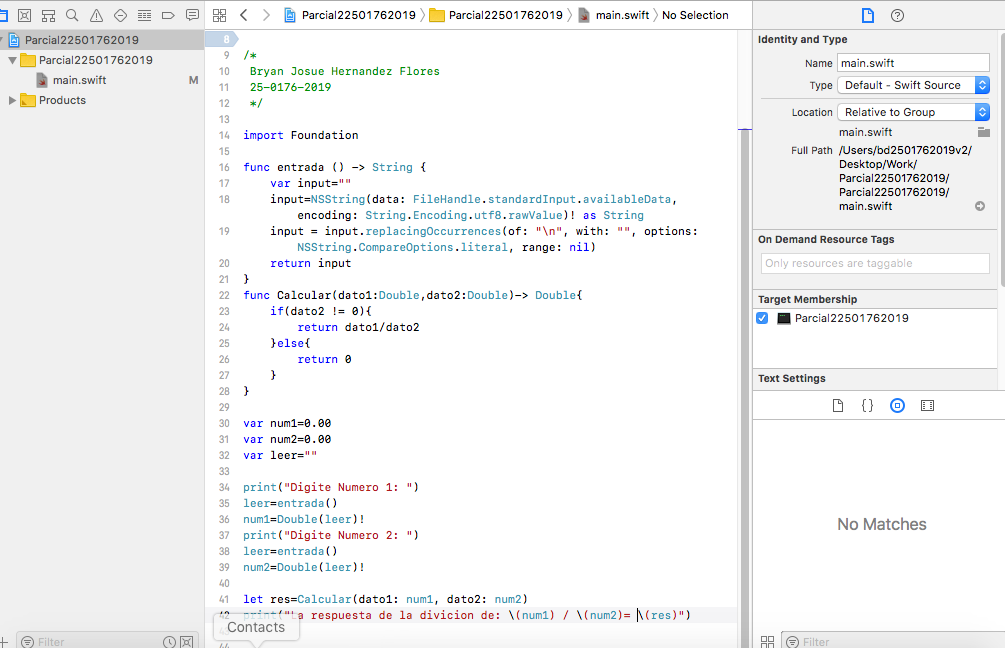 Parcial22501762019 Parcial22501762019 main.swift No Selection
Parcial22501762019
Parcial22501762019
main.swift M
Products
Filter
8
9 /*
10 Bryan Josue Hernandez Flores
11 25-0176-2019
12 */
13
14 import Foundation
15
16 func entrada () -> String {
17 var input=""
18 input=NSString(data: FileHandle.standardInput.availableData,
encoding: String.Encoding.utf8.rawValue)! as String
19 input = input.replacingOccurrences(of: "\n", with: "", options:
NSString.CompareOptions.literal, range: nil)
20 return input
21 }
22 func Calcular(dato1:Double,dato2:Double)-> Double{
23 if(dato2 != 0){
24 return dato1/dato2
25 }else{
26 return 0
27 }
28 }
29
30 var num1=0.00
31 var num2=0.00
32 var leer=""
33
34 print("Digite Numero 1: ")
35 leer=entrada()
36 num1=Double(leer)!
37 print("Digite Numero 2: ")
38 leer=entrada()
39 num2=Double(leer)!
40
41 let res=Calcular(dato1: num1, dato2: num2)
42 print("La respuesta de la divicion de: \(num1) / \(num2)= \(res)")
Contacts
Identity and Type
Name main.swift
Type Default - Swift Source
Location Relative to Group
main.swift
Full Path /Users/bd2501762019v2/
Desktop/Work/
Parcial22501762019/
Parcial22501762019/
main.swift
On Demand Resource Tags
Only resources are taggable
Target Membership
Parcial22501762019
Text Settings
No Matches
Filter